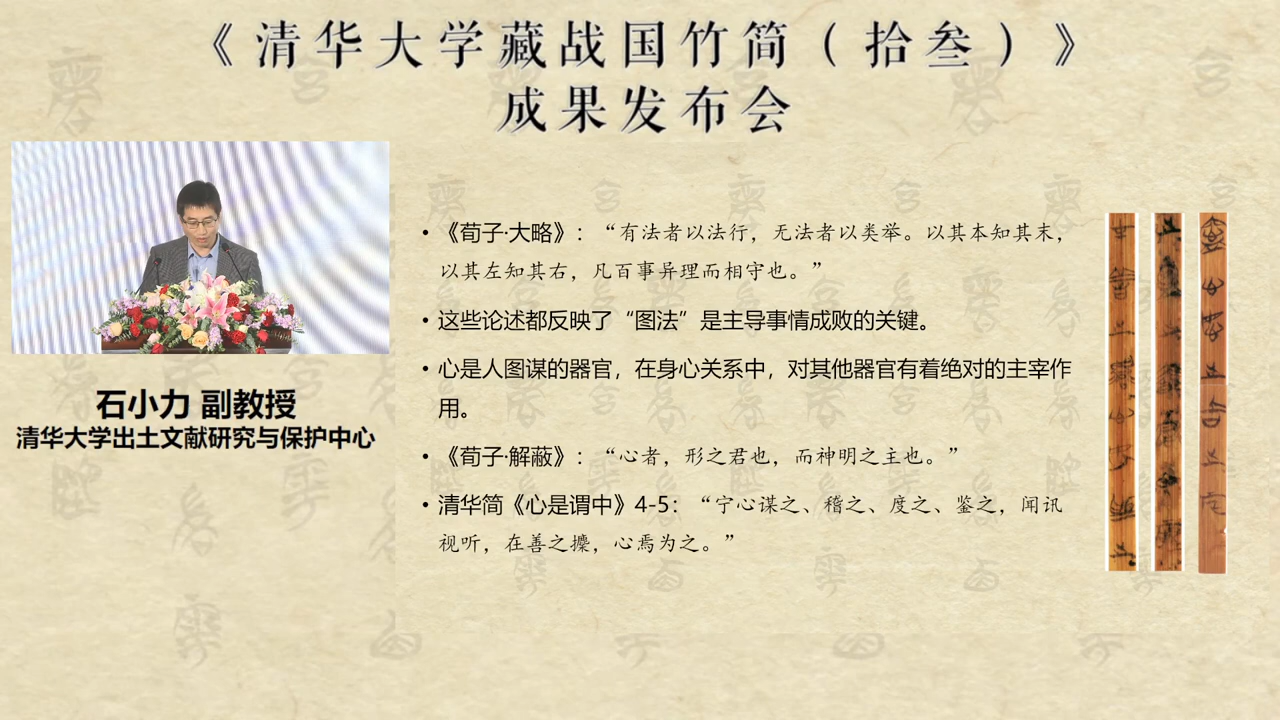 《清华大学藏战国竹简（拾叁）》
成果发布会
石小力 副教授
清华大学出土文献研究与保护中心
• 《荀子·大略》：“有法者以法行，无法者以类举。以其本知其末，
以其左知其右，凡百事异理而相守也。”
• 这些论述都反映了“图法”是主导事情成败的关键。
• 心是人图谋的器官，在身心关系中，对其他器官有着绝对的主宰作
用。
• 《荀子·解蔽》：“心者，形之君也，而神明之主也。”
• 清华简《心是谓中》4-5：“宁心谋之、稽之、度之、鉴之，闻讯
视听，在善之攈，心焉为之。”